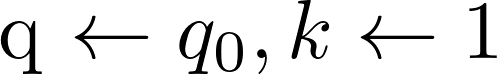 q ← q₀, k ← 1